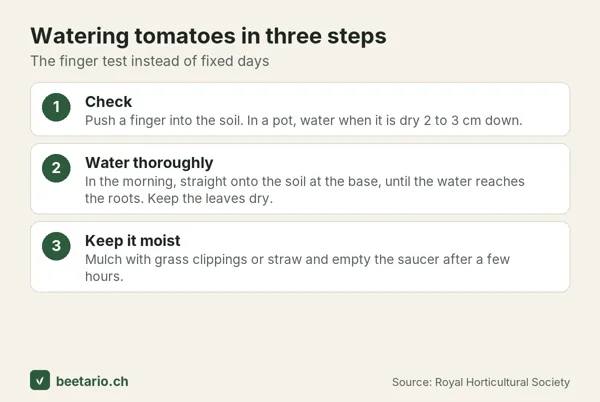 Watering tomatoes in three steps
The finger test instead of fixed days
1
Check
Push a finger into the soil. In a pot, water when it is dry 2 to 3 cm down.
2
Water thoroughly
In the morning, straight onto the soil at the base, until the water reaches
the roots. Keep the leaves dry.
3
Keep it moist
Mulch with grass clippings or straw and empty the saucer after a few
hours.
beetario.ch
Source: Royal Horticultural Society